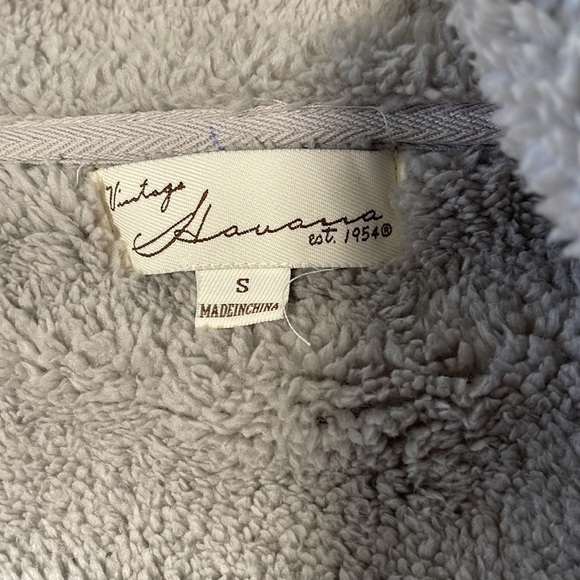 Vintage
Havana
est. 1954®
S
MADEINCHINA